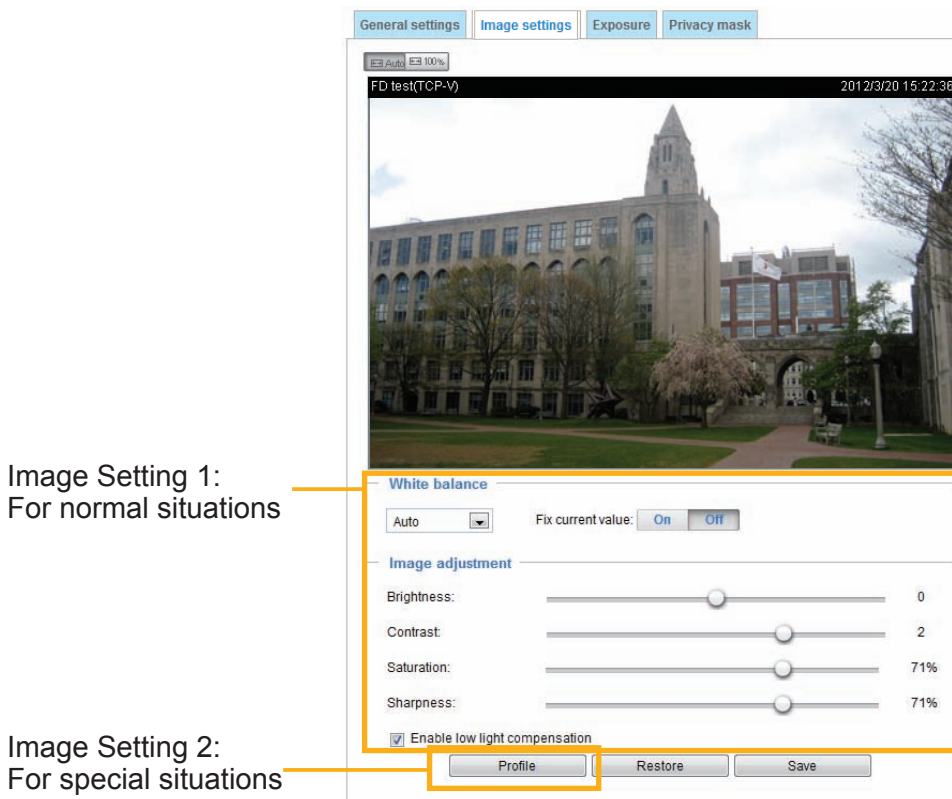 General settings Image settings Exposure Privacy mask
Auto 100%
FD test(TCP-V) 2012/3/20 15:22:36
Image Setting 1:
For normal situations
White balance
Auto Fix current value: On Off
Image adjustment
Brightness: 0
Contrast: 2
Saturation: 71%
Sharpness: 71%
Enable low light compensation
Image Setting 2:
For special situations
Profile Restore Save